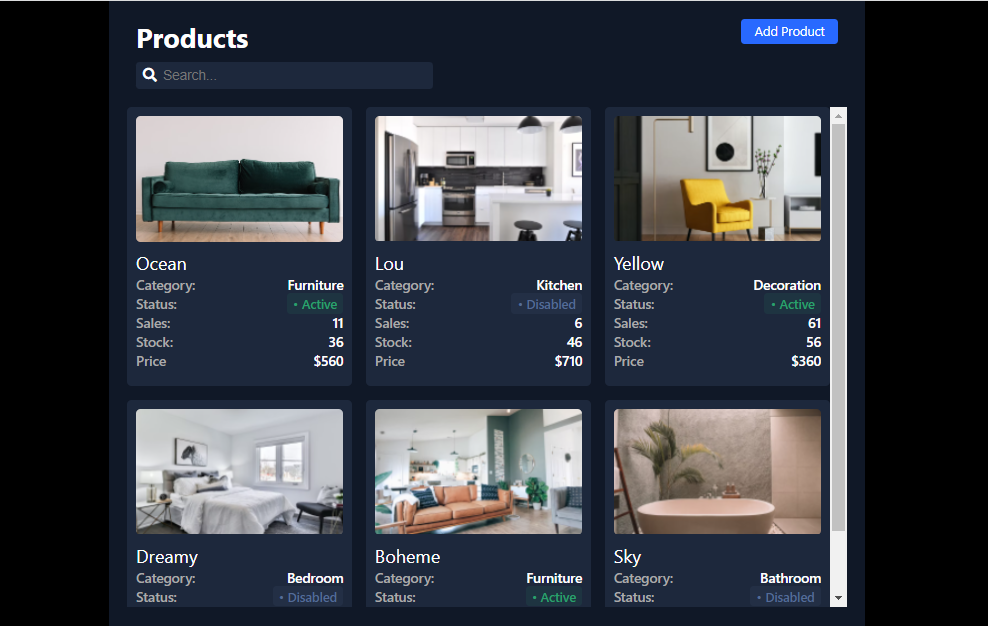 Products
Add Product
Search...
Ocean
Category: Furniture
Status: • Active
Sales: 11
Stock: 36
Price $560
Lou
Category: Kitchen
Status: • Disabled
Sales: 6
Stock: 46
Price $710
Yellow
Category: Decoration
Status: • Active
Sales: 61
Stock: 56
Price $360
Dreamy
Category: Bedroom
Status: • Disabled
Boheme
Category: Furniture
Status: • Active
Sky
Category: Bathroom
Status: • Disabled